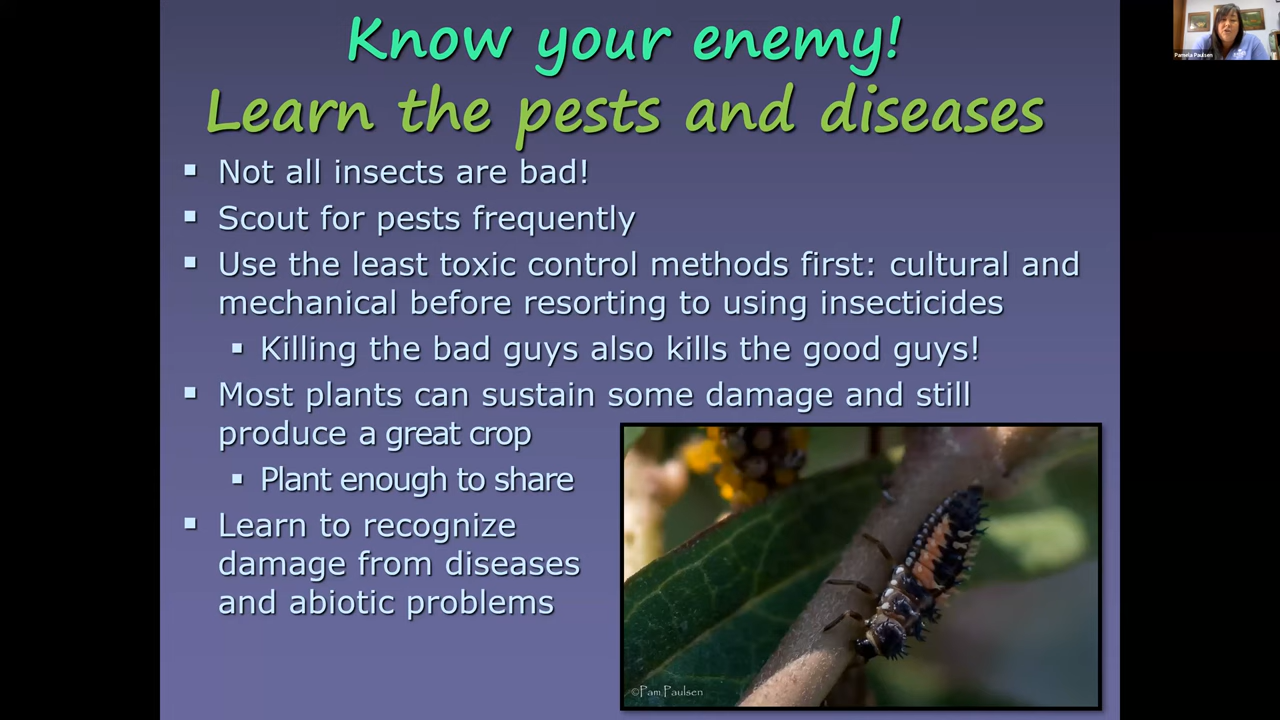 Know your enemy!
Learn the pests and diseases
▪ Not all insects are bad!
▪ Scout for pests frequently
▪ Use the least toxic control methods first: cultural and
mechanical before resorting to using insecticides
▪ Killing the bad guys also kills the good guys!
▪ Most plants can sustain some damage and still
produce a great crop
▪ Plant enough to share
▪ Learn to recognize
damage from diseases
and abiotic problems
©Pam Paulsen
Pamela Paulsen